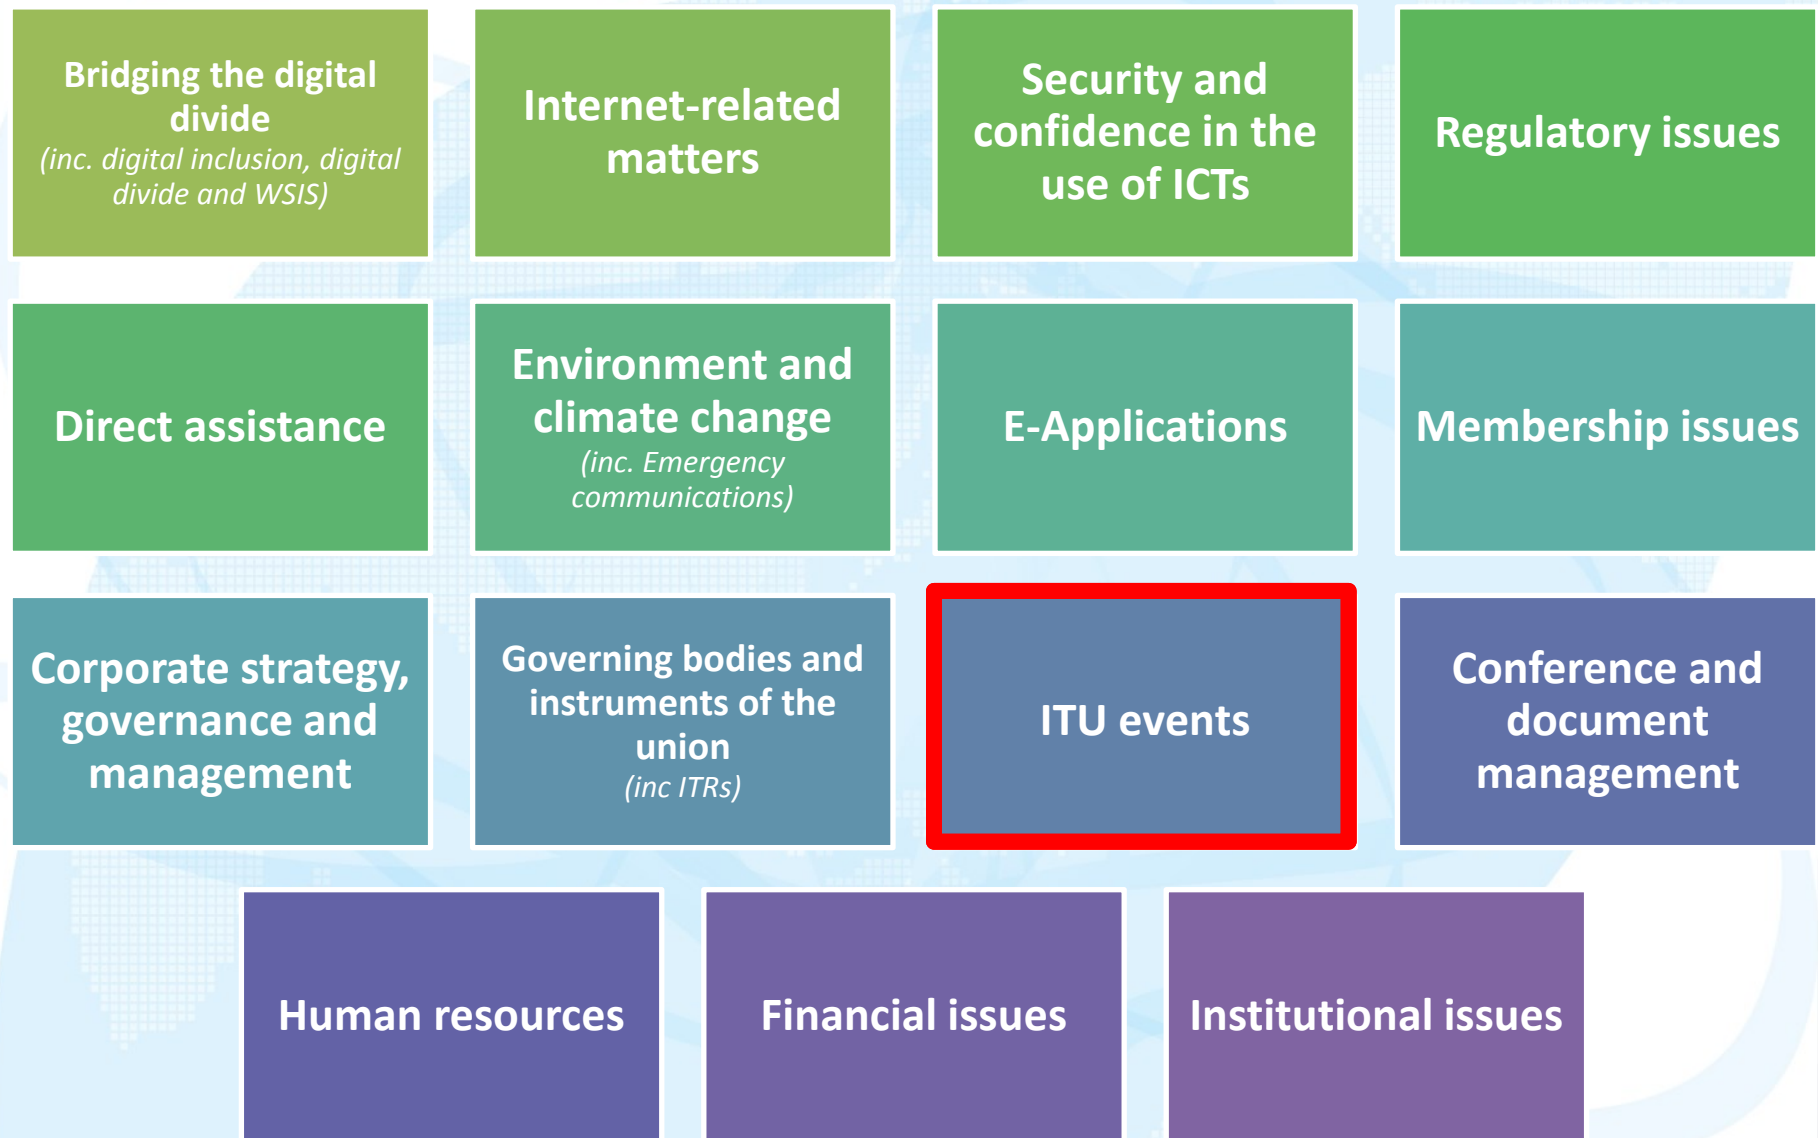 Bridging the digital
divide
(inc. digital inclusion, digital
divide and WSIS)
Internet-related
matters
Security and
confidence in the
use of ICTs
Regulatory issues
Direct assistance
Environment and
climate change
(inc. Emergency
communications)
E-Applications
Membership issues
Corporate strategy,
governance and
management
Governing bodies and
instruments of the
union
(inc ITRs)
ITU events
Conference and
document
management
Human resources
Financial issues
Institutional issues